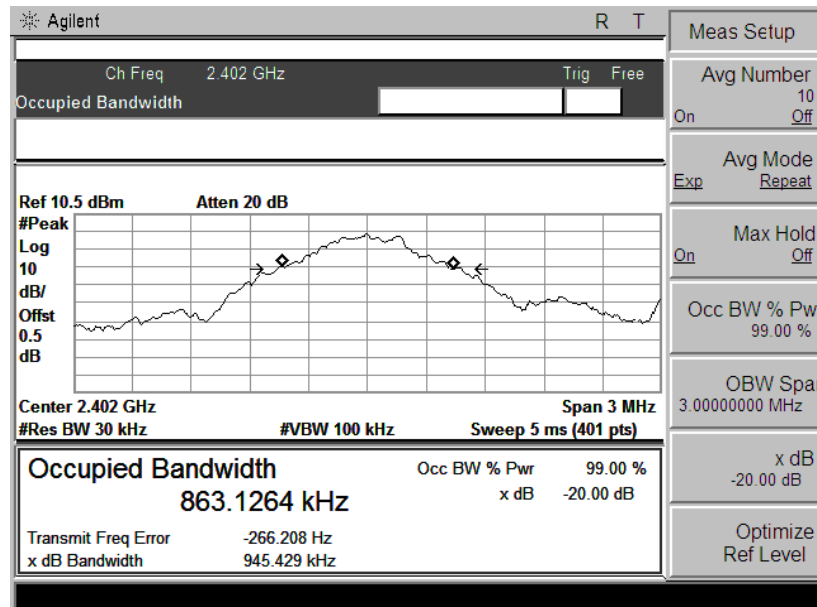 Agilent R T
Ch Freq 2.402 GHz Trig Free
Occupied Bandwidth
Ref 10.5 dBm Atten 20 dB
#Peak
Log
10
dB/
Offst
0.5
dB
Center 2.402 GHz Span 3 MHz
#Res BW 30 kHz #VBW 100 kHz Sweep 5 ms (401 pts)
Occupied Bandwidth Occ BW % Pwr 99.00 %
863.1264 kHz x dB -20.00 dB
Transmit Freq Error -266.208 Hz
x dB Bandwidth 945.429 kHz
Meas Setup
Avg Number
10
On Off
Avg Mode
Exp Repeat
Max Hold
On Off
Occ BW % Pw
99.00 %
OBW Spa
3.00000000 MHz
x dB
-20.00 dB
Optimize
Ref Level